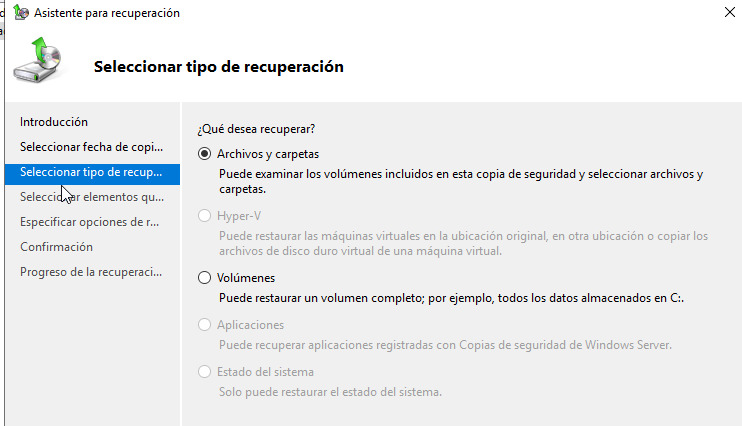 Asistente para recuperación
Seleccionar tipo de recuperación
Introducción
Seleccionar fecha de copi...
Seleccionar tipo de recup...
Seleccionar elementos qu...
Especificar opciones de r...
Confirmación
Progreso de la recuperaci...
¿Qué desea recuperar?
Archivos y carpetas
Puede examinar los volúmenes incluidos en esta copia de seguridad y seleccionar archivos y
carpetas.
Hyper-V
Puede restaurar las máquinas virtuales en la ubicación original, en otra ubicación o copiar los
archivos de disco duro virtual de una máquina virtual.
Volúmenes
Puede restaurar un volumen completo; por ejemplo, todos los datos almacenados en C:.
Aplicaciones
Puede recuperar aplicaciones registradas con Copias de seguridad de Windows Server.
Estado del sistema
Solo puede restaurar el estado del sistema.